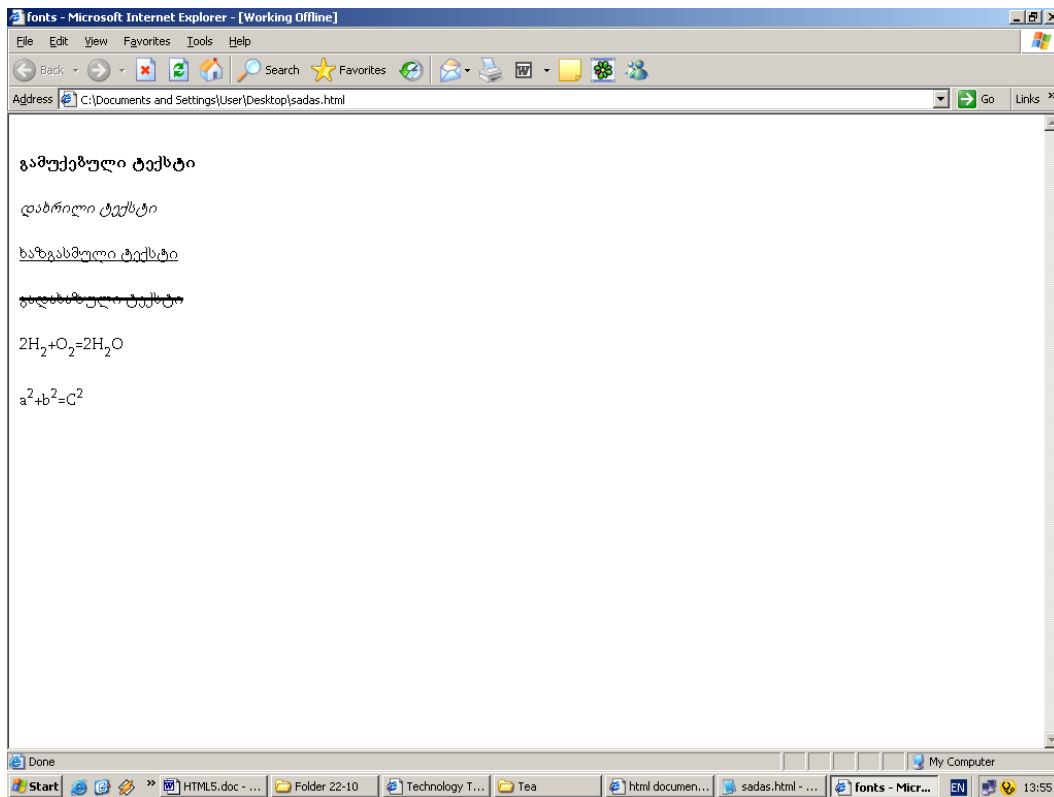 fonts - Microsoft Internet Explorer - [Working Offline]
File Edit View Favorites Tools Help
Back Search Favorites
Address C:\Documents and Settings\User\Desktop\sadas.html Go Links »
გამუქებული ტექსტი
დახრილი ტექსტი
ხაზგასმული ტექსტი
გადახაზული ტექსტი
2H₂+O₂=2H₂O
a²+b²=C²
Done My Computer
Start » HTML5.doc - ... Folder 22-10 Technology T... Tea html documen... sadas.html - ... fonts - Micr... EN 13:55